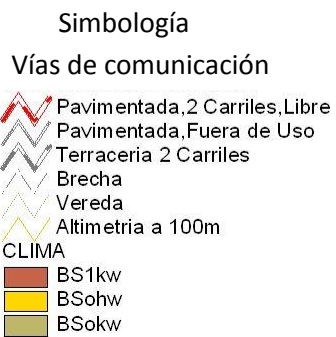 Simbología
Vías de comunicación
Pavimentada,2 Carriles,Libre
Pavimentada,Fuera de Uso
Terraceria 2 Carriles
Brecha
Vereda
Altimetria a 100m
CLIMA
BS1kw
BSohw
BSokw